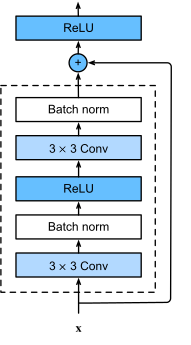 ReLU
+
Batch norm
3 × 3 Conv
ReLU
Batch norm
3 × 3 Conv
x